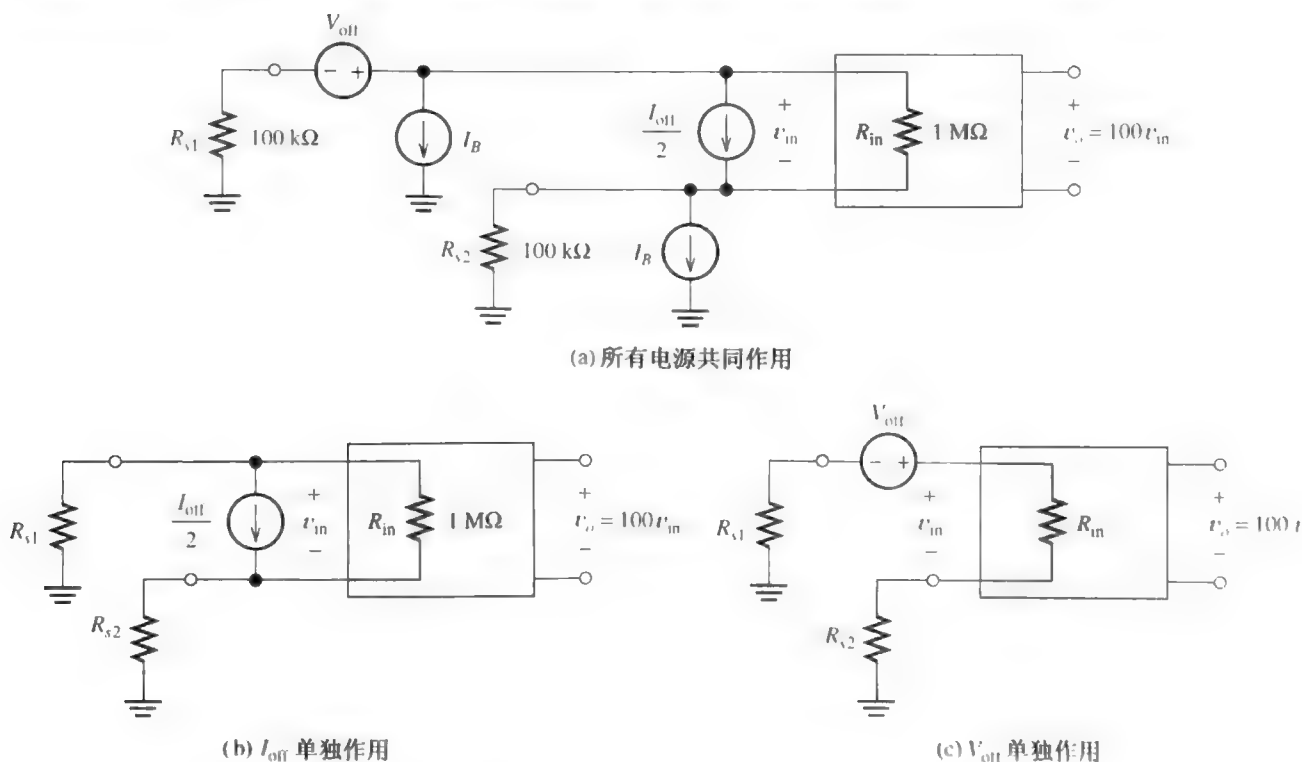 V_off
- +
R_s1 100 kΩ
I_B
I_off/2
+
v_in
-
R_in 1 MΩ
+
v_o = 100v_in
-
R_s2 100 kΩ
I_B
(a) 所有电源共同作用
R_s1
I_off/2
+
v_in
-
R_in 1 MΩ
+
v_o = 100v_in
-
R_s2
(b) I_off 单独作用
V_off
- +
R_s1
+
v_in
-
R_in
+
v_o = 100
-
R_s2
(c) V_off 单独作用